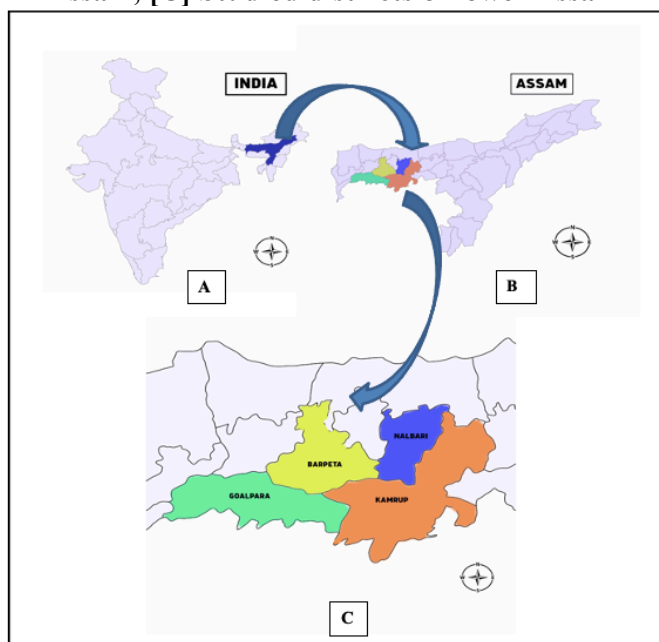 INDIA
ASSAM
N
W E
S
A
N
W E
S
B
NALBARI
BARPETA
GOALPARA
KAMRUP
N
W E
S
C